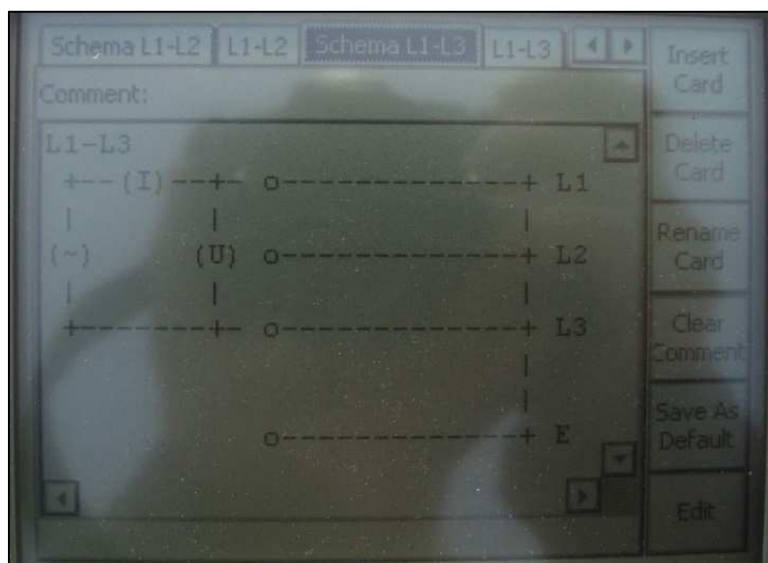 Schema L1-L2 L1-L2 Schema L1-L3 L1-L3
Comment:
L1-L3
+--(I)--+- o---------------+ L1
| | |
(~) (U) o---------------+ L2
| | |
+-------+- o---------------+ L3
|
|
o---------------+ E
Insert
Card
Delete
Card
Rename
Card
Clear
Comment
Save As
Default
Edit